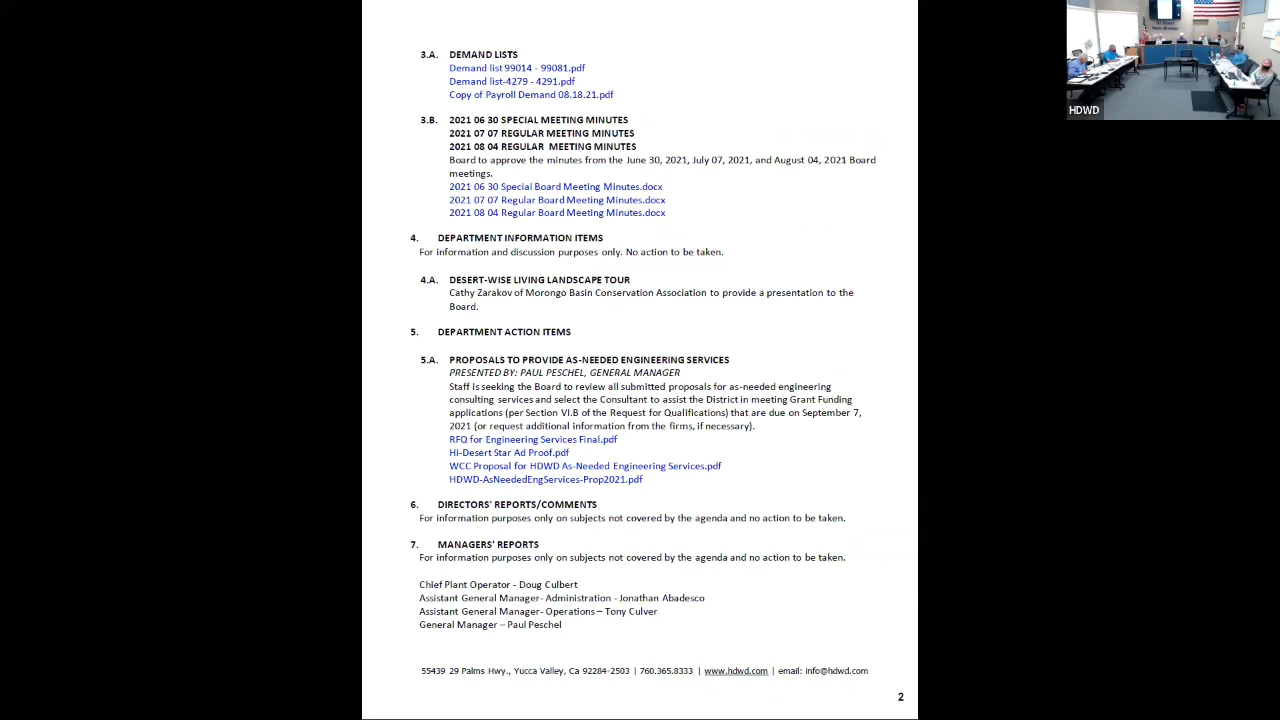 3.A. DEMAND LISTS
Demand list 99014 - 99081.pdf
Demand list-4279 - 4291.pdf
Copy of Payroll Demand 08.18.21.pdf
3.B. 2021 06 30 SPECIAL MEETING MINUTES
2021 07 07 REGULAR MEETING MINUTES
2021 08 04 REGULAR MEETING MINUTES
Board to approve the minutes from the June 30, 2021, July 07, 2021, and August 04, 2021 Board
meetings.
2021 06 30 Special Board Meeting Minutes.docx
2021 07 07 Regular Board Meeting Minutes.docx
2021 08 04 Regular Board Meeting Minutes.docx
4. DEPARTMENT INFORMATION ITEMS
For information and discussion purposes only. No action to be taken.
4.A. DESERT-WISE LIVING LANDSCAPE TOUR
Cathy Zarakov of Morongo Basin Conservation Association to provide a presentation to the
Board.
5. DEPARTMENT ACTION ITEMS
5.A. PROPOSALS TO PROVIDE AS-NEEDED ENGINEERING SERVICES
PRESENTED BY: PAUL PESCHEL, GENERAL MANAGER
Staff is seeking the Board to review all submitted proposals for as-needed engineering
consulting services and select the Consultant to assist the District in meeting Grant Funding
applications (per Section VI.B of the Request for Qualifications) that are due on September 7,
2021 (or request additional information from the firms, if necessary).
RFQ for Engineering Services Final.pdf
Hi-Desert Star Ad Proof.pdf
WCC Proposal for HDWD As-Needed Engineering Services.pdf
HDWD-AsNeededEngServices-Prop2021.pdf
6. DIRECTORS' REPORTS/COMMENTS
For information purposes only on subjects not covered by the agenda and no action to be taken.
7. MANAGERS' REPORTS
For information purposes only on subjects not covered by the agenda and no action to be taken.
Chief Plant Operator - Doug Culbert
Assistant General Manager- Administration - Jonathan Abadesco
Assistant General Manager- Operations – Tony Culver
General Manager – Paul Peschel
55439 29 Palms Hwy., Yucca Valley, Ca 92284-2503 | 760.365.8333 | www.hdwd.com | email: info@hdwd.com
2
HDWD